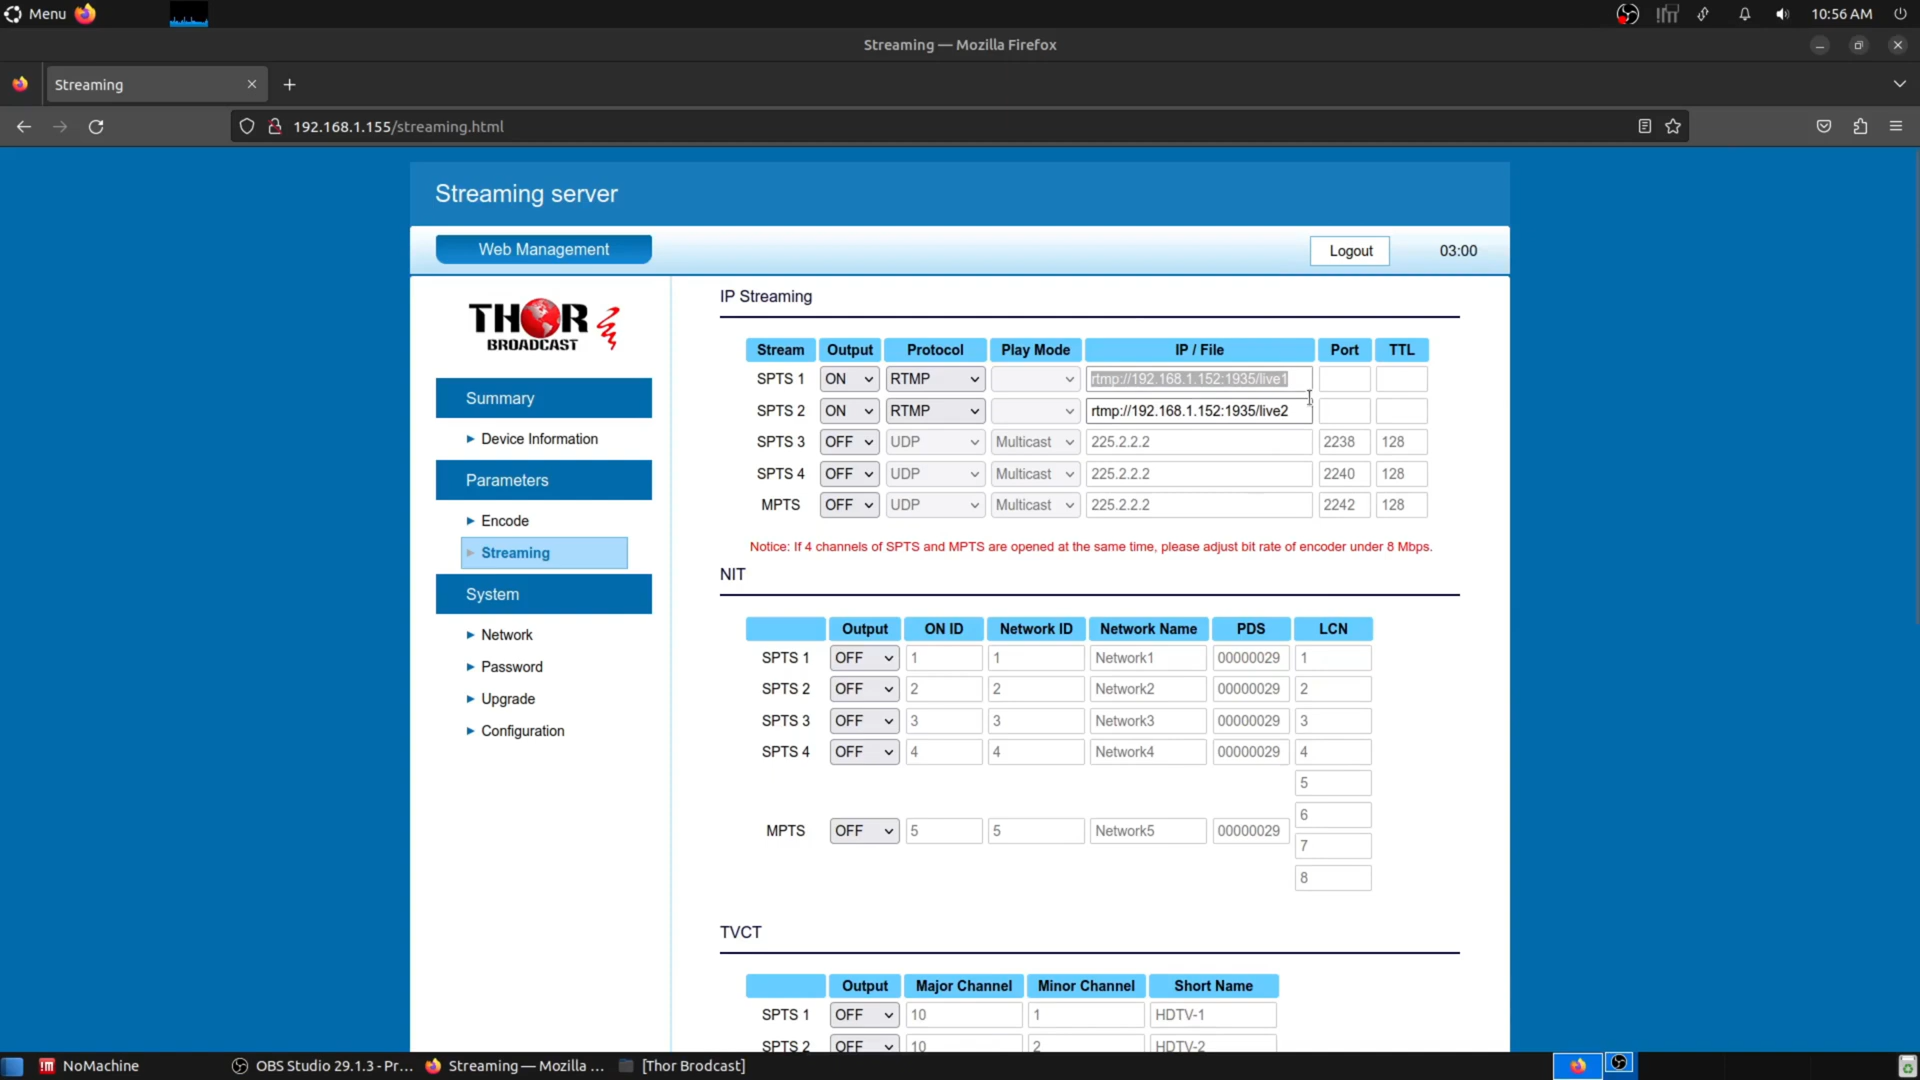 Menu
10:56 AM
Streaming — Mozilla Firefox
Streaming
192.168.1.155/streaming.html
Streaming server
Web Management
Logout
03:00
THOR
BROADCAST
Summary
Device Information
Parameters
Encode
Streaming
System
Network
Password
Upgrade
Configuration
IP Streaming
Stream Output Protocol Play Mode IP / File Port TTL
SPTS 1 ON RTMP rtmp://192.168.1.152:1935/live1
SPTS 2 ON RTMP rtmp://192.168.1.152:1935/live2
SPTS 3 OFF UDP Multicast 225.2.2.2 2238 128
SPTS 4 OFF UDP Multicast 225.2.2.2 2240 128
MPTS OFF UDP Multicast 225.2.2.2 2242 128
Notice: If 4 channels of SPTS and MPTS are opened at the same time, please adjust bit rate of encoder under 8 Mbps.
NIT
Output ON ID Network ID Network Name PDS LCN
SPTS 1 OFF 1 1 Network1 00000029 1
SPTS 2 OFF 2 2 Network2 00000029 2
SPTS 3 OFF 3 3 Network3 00000029 3
SPTS 4 OFF 4 4 Network4 00000029 4
5
6
MPTS OFF 5 5 Network5 00000029
7
8
TVCT
Output Major Channel Minor Channel Short Name
SPTS 1 OFF 10 1 HDTV-1
SPTS 2 OFF 10 2 HDTV-2
NoMachine
OBS Studio 29.1.3 - Pr...
Streaming — Mozilla ...
[Thor Brodcast]